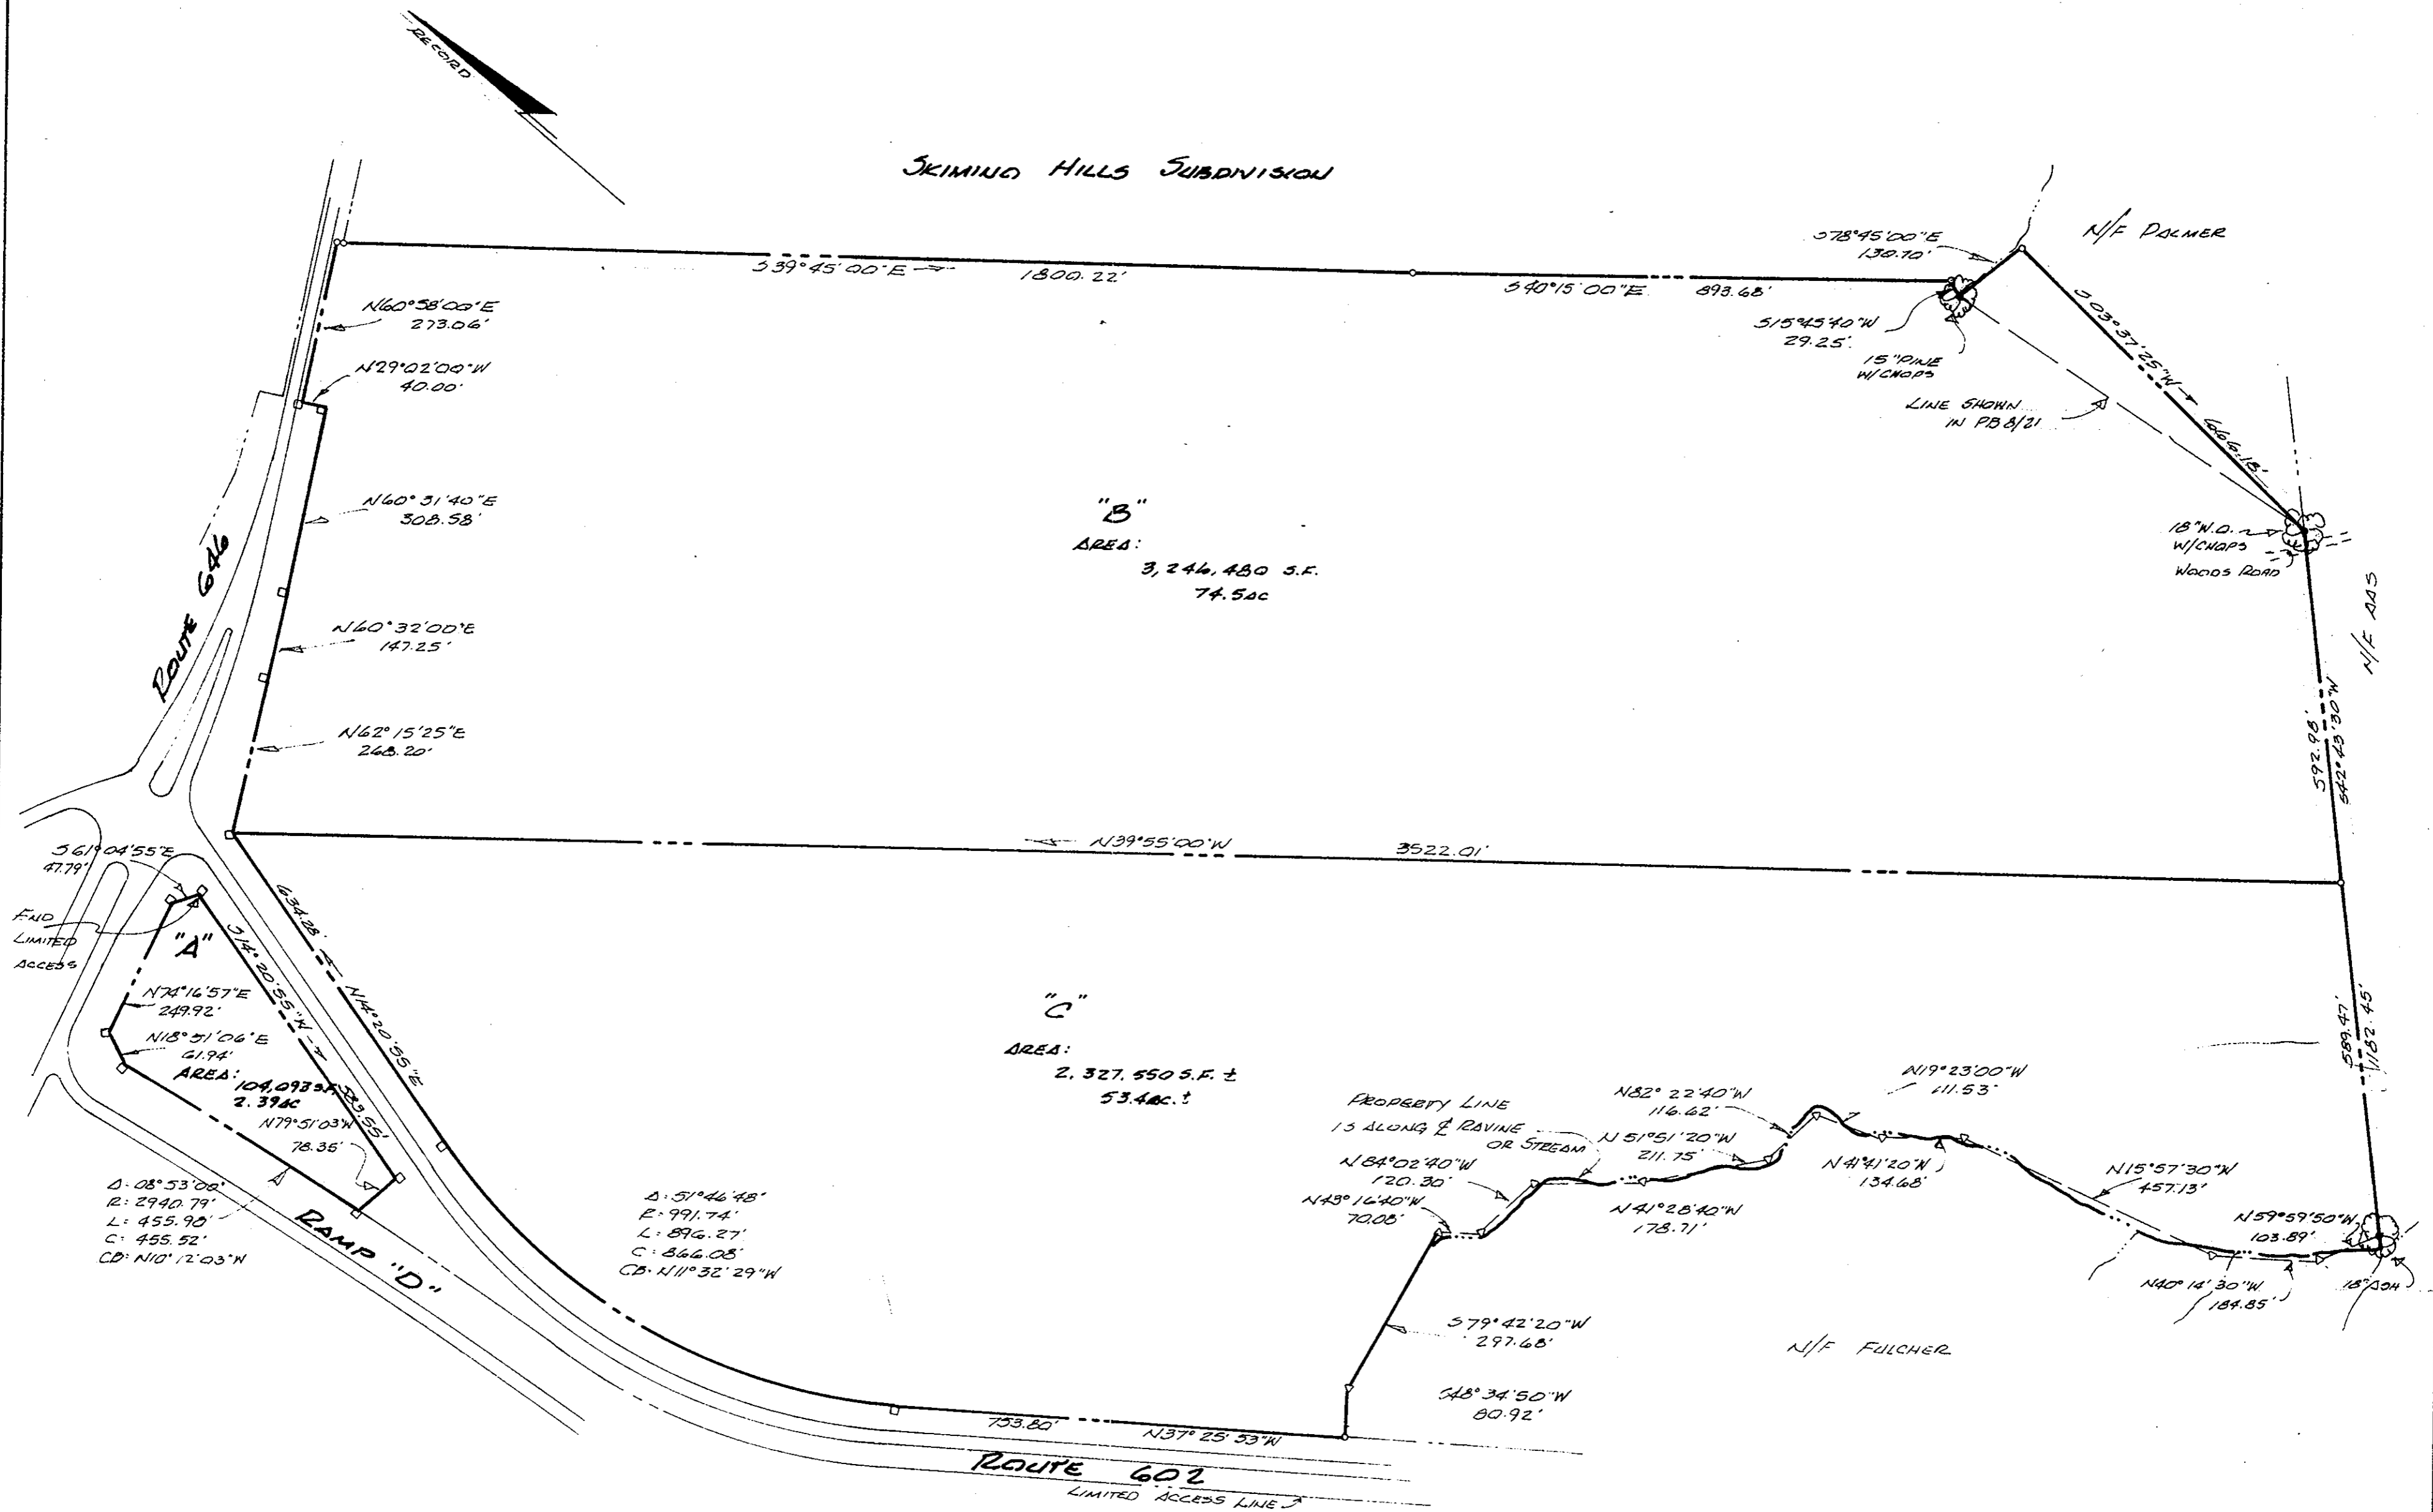 RECORD
SKIMINO HILLS SUBDIVISION
N/F PALMER
S78°45'00"E
130.70'
S39°45'00"E
1800.22'
S40°15'00"E
893.68'
S15°45'40"W
29.25'
15" PINE
W/CHOPS
S03°37'25"W
666.18'
LINE SHOWN
IN PB 8/21
N60°58'00"E
273.06'
N29°02'00"W
40.00'
N60°31'40"E
308.58'
ROUTE 646
N60°32'00"E
147.25'
N62°15'25"E
268.20'
"B"
AREA:
3,246,480 S.F.
74.5AC
18" W.O.
W/CHOPS
WOODS ROAD
N/F AAS
592.98'
S42°43'30"W
N39°55'00"W
3522.01'
S61°04'55"E
47.79'
END
LIMITED
ACCESS
"A"
634.28'
N14°20'55"E
S14°20'55"W
583.55'
N74°16'57"E
249.92'
N18°51'06"E
61.94'
AREA:
104,093 S.F.
2.39AC
N79°51'03"W
78.35'
Δ: 08°53'00"
R: 2940.79'
L: 455.98'
C: 455.52'
CB: N10°12'03"W
RAMP "D"
Δ: 51°46'48"
R: 991.74'
L: 896.27'
C: 866.08'
CB: N11°32'29"W
"C"
AREA:
2,327,550 S.F. ±
53.4AC. ±
589.47'
1182.45'
PROPERTY LINE
IS ALONG ℄ RAVINE
OR STREAM
N82°22'40"W
116.62'
N19°23'00"W
111.53'
N51°51'20"W
211.75'
N84°02'40"W
120.30'
N43°16'40"W
70.08'
N41°28'40"W
178.71'
N41°41'20"W
134.68'
N15°57'30"W
457.13'
N59°59'50"W
103.89'
N40°14'30"W
184.85'
18" ASH
S79°42'20"W
297.68'
N/F FULCHER
S48°34'50"W
80.92'
753.80'
N37°25'53"W
ROUTE 602
LIMITED ACCESS LINE